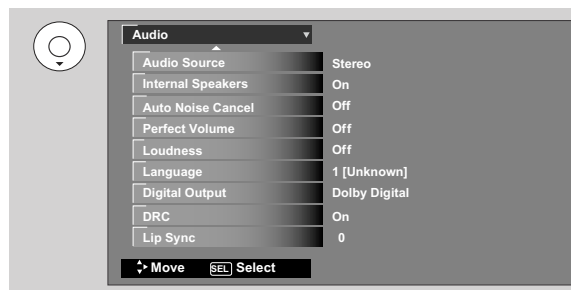 Audio
Audio Source Stereo
Internal Speakers On
Auto Noise Cancel Off
Perfect Volume Off
Loudness Off
Language 1 [Unknown]
Digital Output Dolby Digital
DRC On
Lip Sync 0
Move SEL Select